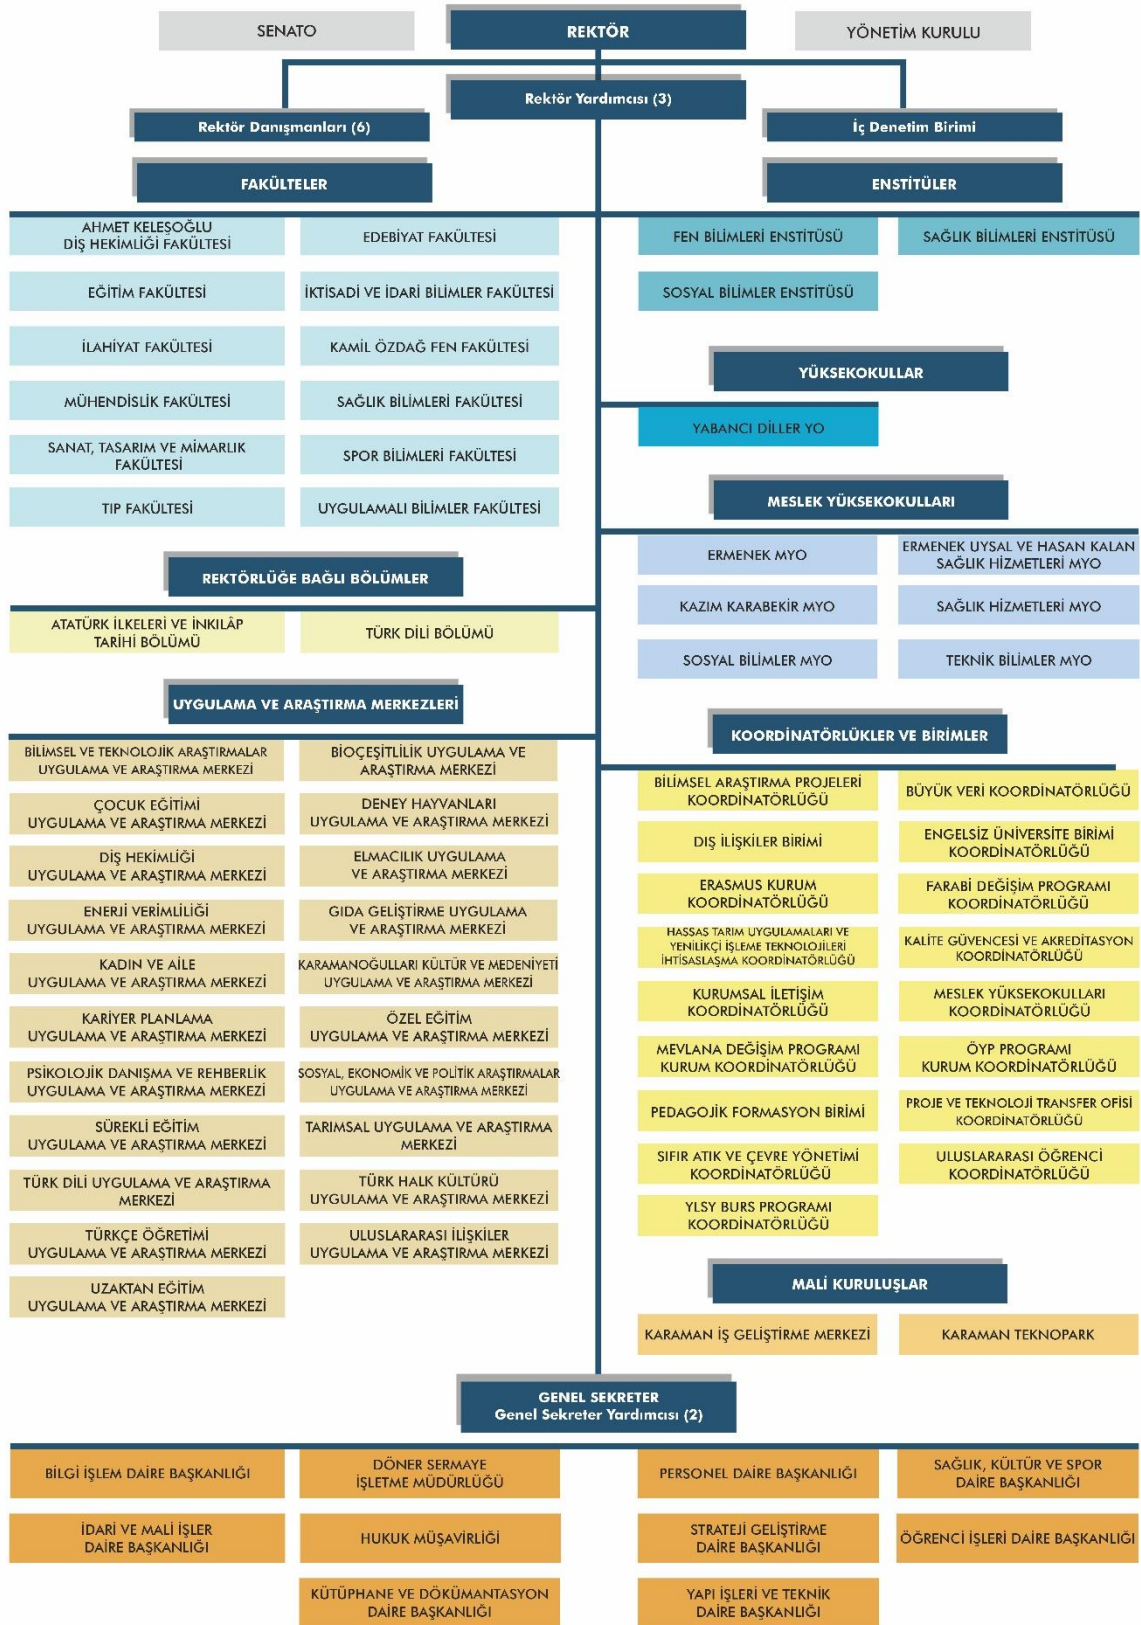 SENATO
REKTÖR
YÖNETİM KURULU
Rektör Yardımcısı (3)
Rektör Danışmanları (6)
İç Denetim Birimi
FAKÜLTELER
AHMET KELEŞOĞLU
DİŞ HEKİMLİĞİ FAKÜLTESİ
EDEBİYAT FAKÜLTESİ
EĞİTİM FAKÜLTESİ
İKTİSADİ VE İDARİ BİLİMLER FAKÜLTESİ
İLAHİYAT FAKÜLTESİ
KAMİL ÖZDAĞ FEN FAKÜLTESİ
MÜHENDİSLİK FAKÜLTESİ
SAĞLIK BİLİMLERİ FAKÜLTESİ
SANAT, TASARIM VE MİMARLIK
FAKÜLTESİ
SPOR BİLİMLERİ FAKÜLTESİ
TIP FAKÜLTESİ
UYGULAMALI BİLİMLER FAKÜLTESİ
ENSTİTÜLER
FEN BİLİMLERİ ENSTİTÜSÜ
SAĞLIK BİLİMLERİ ENSTİTÜSÜ
SOSYAL BİLİMLER ENSTİTÜSÜ
YÜKSEKOKULLAR
YABANCI DİLLER YO
MESLEK YÜKSEKOKULLARI
ERMENEK MYO
ERMENEK UYSAL VE HASAN KALAN
SAĞLIK HİZMETLERİ MYO
KAZIM KARABEKİR MYO
SAĞLIK HİZMETLERİ MYO
SOSYAL BİLİMLER MYO
TEKNİK BİLİMLER MYO
REKTÖRLÜĞE BAĞLI BÖLÜMLER
ATATÜRK İLKELERİ VE İNKILÂP
TARİHİ BÖLÜMÜ
TÜRK DİLİ BÖLÜMÜ
UYGULAMA VE ARAŞTIRMA MERKEZLERİ
BİLİMSEL VE TEKNOLOJİK ARAŞTIRMALAR
UYGULAMA VE ARAŞTIRMA MERKEZİ
BİOÇEŞİTLİLİK UYGULAMA VE
ARAŞTIRMA MERKEZİ
ÇOCUK EĞİTİMİ
UYGULAMA VE ARAŞTIRMA MERKEZİ
DENEY HAYVANLARI
UYGULAMA VE ARAŞTIRMA MERKEZİ
DİŞ HEKİMLİĞİ
UYGULAMA VE ARAŞTIRMA MERKEZİ
ELMACILIK UYGULAMA
VE ARAŞTIRMA MERKEZİ
ENERJİ VERİMLİLİĞİ
UYGULAMA VE ARAŞTIRMA MERKEZİ
GIDA GELİŞTİRME UYGULAMA
VE ARAŞTIRMA MERKEZİ
KADIN VE AİLE
UYGULAMA VE ARAŞTIRMA MERKEZİ
KARAMANOĞULLARI KÜLTÜR VE MEDENİYETİ
UYGULAMA VE ARAŞTIRMA MERKEZİ
KARİYER PLANLAMA
UYGULAMA VE ARAŞTIRMA MERKEZİ
ÖZEL EĞİTİM
UYGULAMA VE ARAŞTIRMA MERKEZİ
PSİKOLOJİK DANIŞMA VE REHBERLİK
UYGULAMA VE ARAŞTIRMA MERKEZİ
SOSYAL, EKONOMİK VE POLİTİK ARAŞTIRMALAR
UYGULAMA VE ARAŞTIRMA MERKEZİ
SÜREKLİ EĞİTİM
UYGULAMA VE ARAŞTIRMA MERKEZİ
TARIMSAL UYGULAMA VE ARAŞTIRMA
MERKEZİ
TÜRK DİLİ UYGULAMA VE ARAŞTIRMA
MERKEZİ
TÜRK HALK KÜLTÜRÜ
UYGULAMA VE ARAŞTIRMA MERKEZİ
TÜRKÇE ÖĞRETİMİ
UYGULAMA VE ARAŞTIRMA MERKEZİ
ULUSLARARASI İLİŞKİLER
UYGULAMA VE ARAŞTIRMA MERKEZİ
UZAKTAN EĞİTİM
UYGULAMA VE ARAŞTIRMA MERKEZİ
KOORDİNATÖRLÜKLER VE BİRİMLER
BİLİMSEL ARAŞTIRMA PROJELERİ
KOORDİNATÖRLÜĞÜ
BÜYÜK VERİ KOORDİNATÖRLÜĞÜ
DIŞ İLİŞKİLER BİRİMİ
ENGELSİZ ÜNİVERSİTE BİRİMİ
KOORDİNATÖRLÜĞÜ
ERASMUS KURUM
KOORDİNATÖRLÜĞÜ
FARABİ DEĞİŞİM PROGRAMI
KOORDİNATÖRLÜĞÜ
HASSAS TARIM UYGULAMALARI VE
YENİLİKÇİ İŞLEME TEKNOLOJİLERİ
İHTİSASLAŞMA KOORDİNATÖRLÜĞÜ
KALİTE GÜVENCESİ VE AKREDİTASYON
KOORDİNATÖRLÜĞÜ
KURUMSAL İLETİŞİM
KOORDİNATÖRLÜĞÜ
MESLEK YÜKSEKOKULLARI
KOORDİNATÖRLÜĞÜ
MEVLANA DEĞİŞİM PROGRAMI
KURUM KOORDİNATÖRLÜĞÜ
ÖYP PROGRAMI
KURUM KOORDİNATÖRLÜĞÜ
PEDAGOJİK FORMASYON BİRİMİ
PROJE VE TEKNOLOJİ TRANSFER OFİSİ
KOORDİNATÖRLÜĞÜ
SIFIR ATIK VE ÇEVRE YÖNETİMİ
KOORDİNATÖRLÜĞÜ
ULUSLARARASI ÖĞRENCİ
KOORDİNATÖRLÜĞÜ
YLSY BURS PROGRAMI
KOORDİNATÖRLÜĞÜ
MALİ KURULUŞLAR
KARAMAN İŞ GELİŞTİRME MERKEZİ
KARAMAN TEKNOPARK
GENEL SEKRETER
Genel Sekreter Yardımcısı (2)
BİLGİ İŞLEM DAİRE BAŞKANLIĞI
DÖNER SERMAYE
İŞLETME MÜDÜRLÜĞÜ
PERSONEL DAİRE BAŞKANLIĞI
SAĞLIK, KÜLTÜR VE SPOR
DAİRE BAŞKANLIĞI
İDARİ VE MALİ İŞLER
DAİRE BAŞKANLIĞI
HUKUK MÜŞAVİRLİĞİ
STRATEJİ GELİŞTİRME
DAİRE BAŞKANLIĞI
ÖĞRENCİ İŞLERİ DAİRE BAŞKANLIĞI
KÜTÜPHANE VE DÖKÜMANTASYON
DAİRE BAŞKANLIĞI
YAPI İŞLERİ VE TEKNİK
DAİRE BAŞKANLIĞI